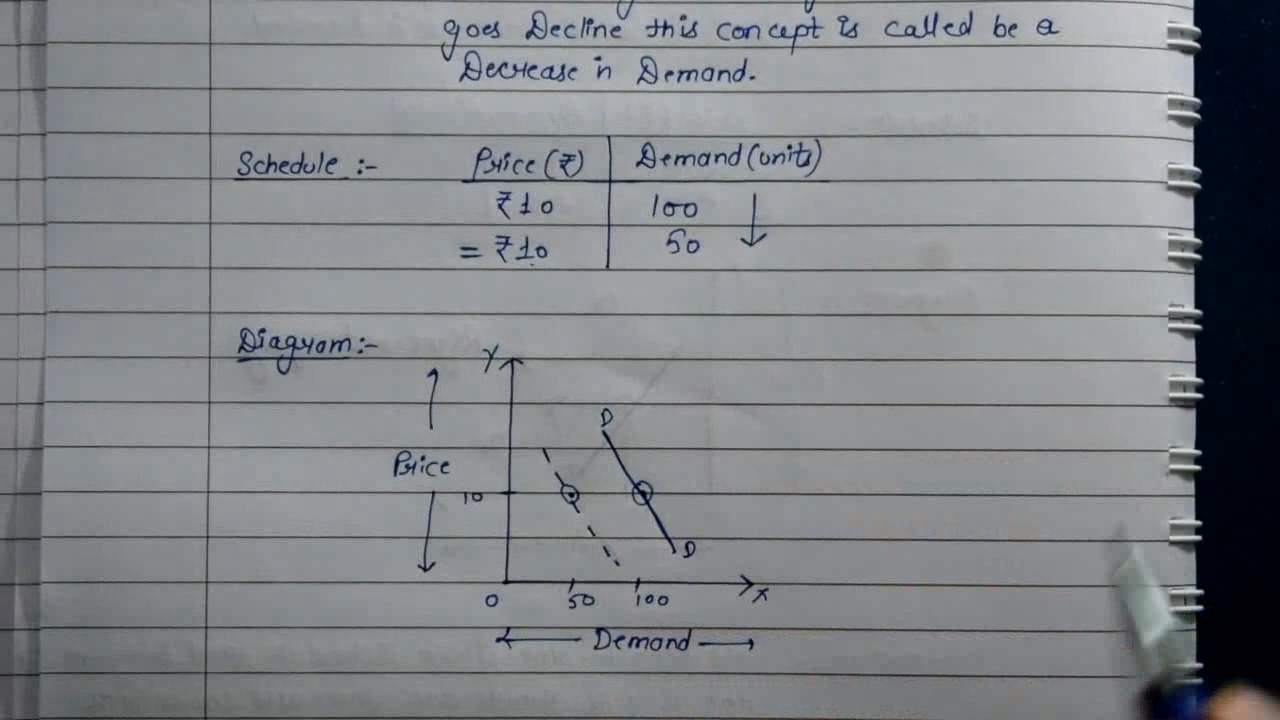 goes Decline this concept is called be a
Decrease in Demand.
Schedule :- Price (₹) Demand (units)
₹10 100
= ₹10 50
Diagram:-
Y
D
Price
10
D
0 50 100 X
Demand